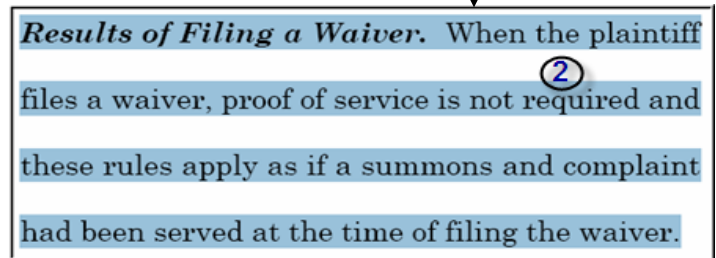 Results of Filing a Waiver. When the plaintiff
2
files a waiver, proof of service is not required and
these rules apply as if a summons and complaint
had been served at the time of filing the waiver.